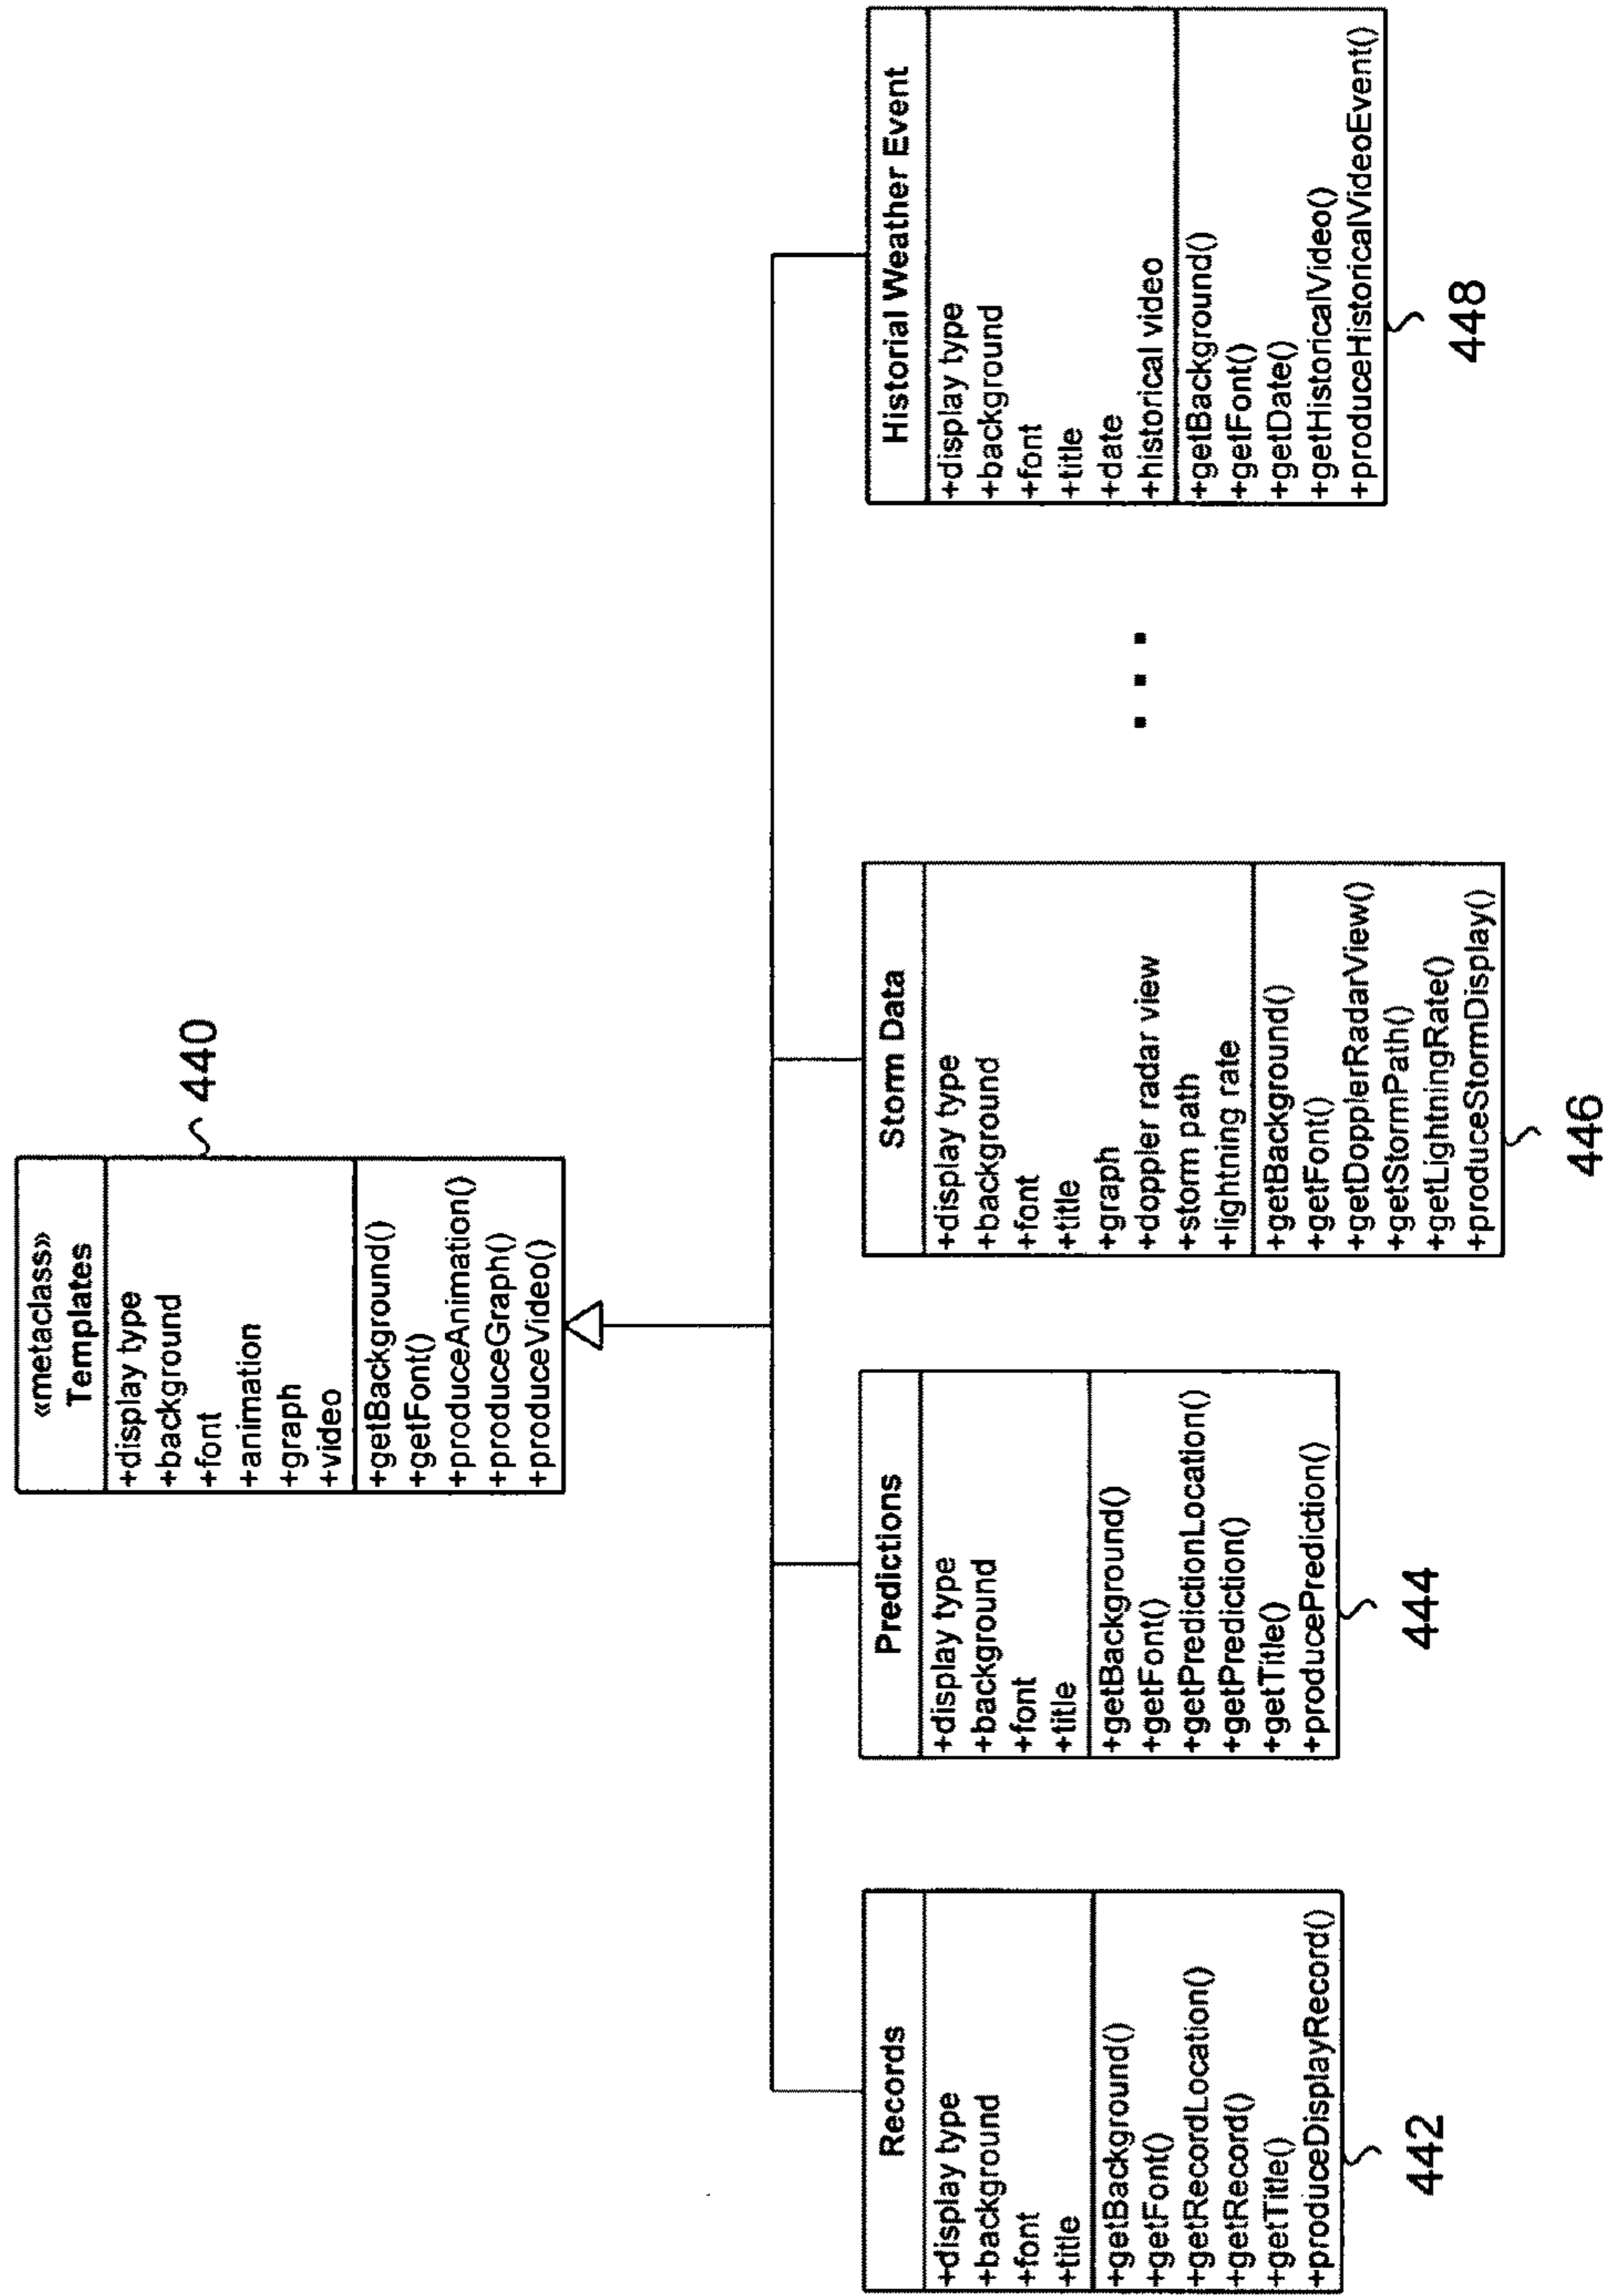 «metaclass»
Templates
+display type
+background
+font
+animation
+graph
+video
+getBackground()
+getFont()
+produceAnimation()
+produceGraph()
+produceVideo()
440
Records
+display type
+background
+font
+title
+getBackground()
+getFont()
+getRecordLocation()
+getRecord()
+getTitle()
+produceDisplayRecord()
442
Predictions
+display type
+background
+font
+title
+getBackground()
+getFont()
+getPredictionLocation()
+getPrediction()
+getTitle()
+producePrediction()
444
Storm Data
+display type
+background
+font
+title
+graph
+doppler radar view
+storm path
+lightning rate
+getBackground()
+getFont()
+getDopplerRadarView()
+getStormPath()
+getLightningRate()
+produceStormDisplay()
446
. . .
Historial Weather Event
+display type
+background
+font
+title
+date
+historical video
+getBackground()
+getFont()
+getDate()
+getHistoricalVideo()
+produceHistoricalVideoEvent()
448